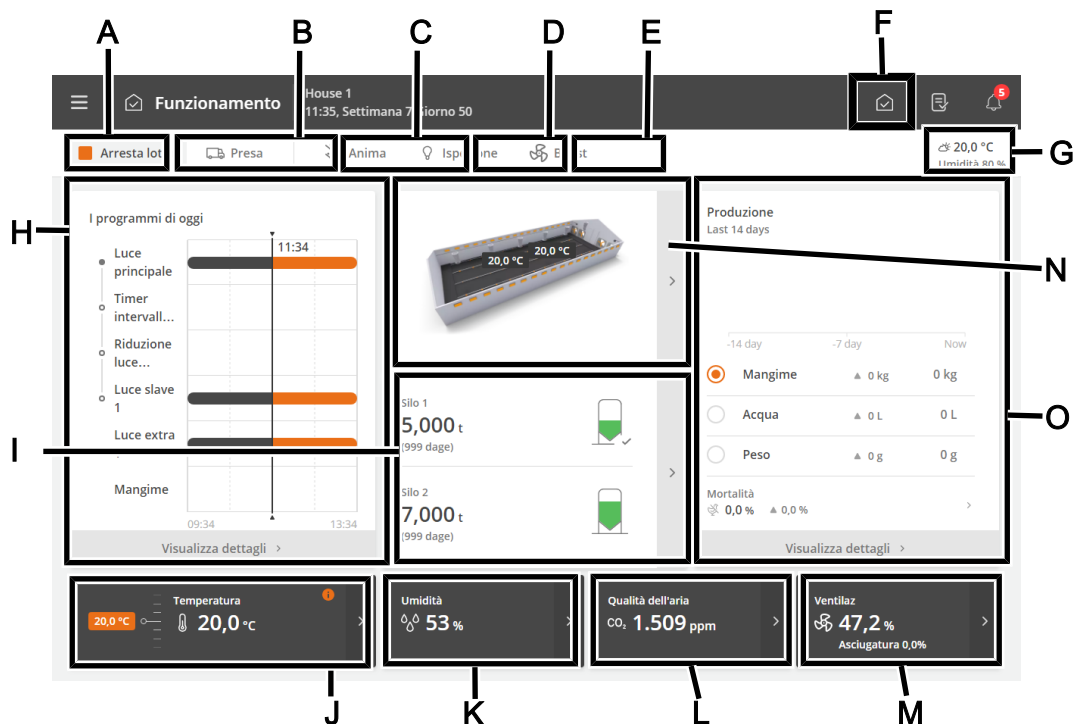 A
B
C
D
E
F
Funzionamento
House 1
11:35, Settimana 7, Giorno 50
5
Arresta lot
Presa
Anima
Ispe
one
B
st
20,0 °C
Umidità 80 %
G
H
I programmi di oggi
11:34
Luce
principale
Timer
intervall...
Riduzione
luce...
Luce slave
1
Luce extra
Mangime
09:34
13:34
Visualizza dettagli
20,0 °C
20,0 °C
N
I
Silo 1
5,000 t
(999 dage)
Silo 2
7,000 t
(999 dage)
Produzione
Last 14 days
-14 day
-7 day
Now
Mangime
0 kg
0 kg
Acqua
0 L
0 L
Peso
0 g
0 g
Mortalità
0,0 %
0,0 %
Visualizza dettagli
O
20,0 °C
Temperatura
i
20,0 °C
Umidità
53 %
Qualità dell'aria
CO₂ 1.509 ppm
Ventilaz
47,2 %
Asciugatura 0,0%
J
K
L
M